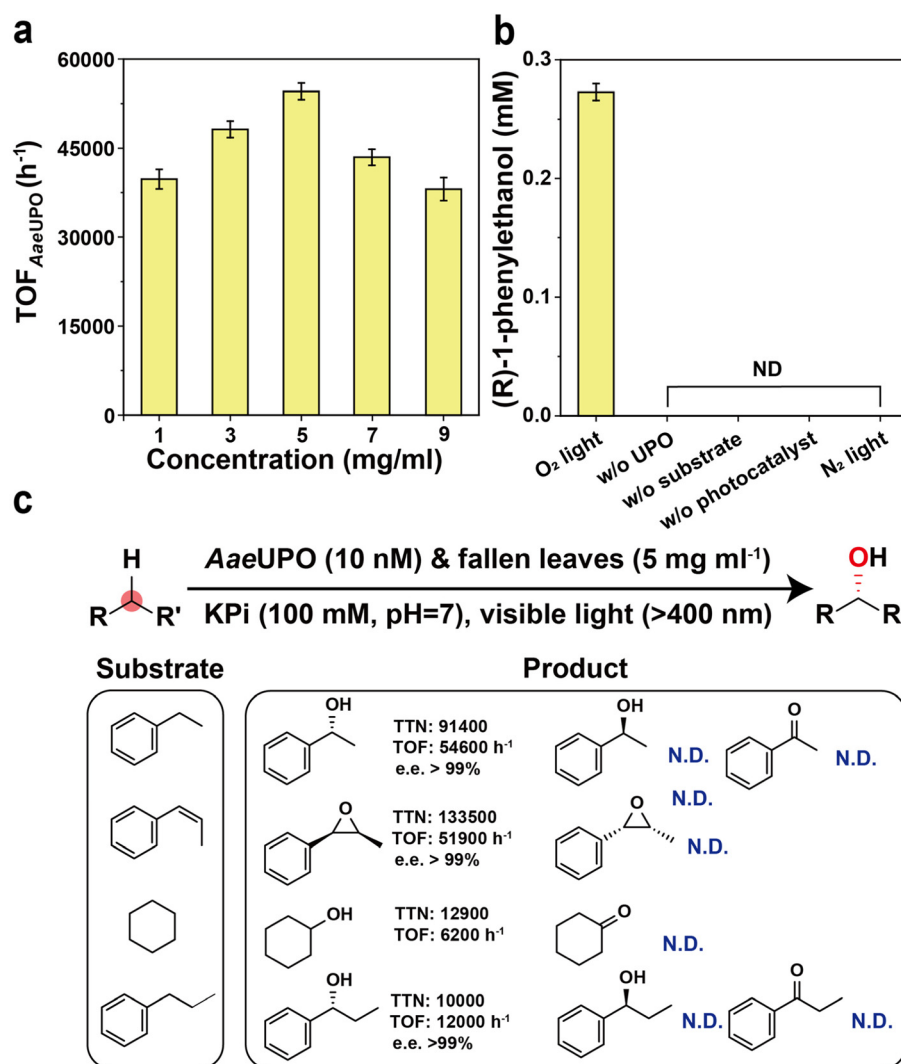 a
60000
45000
30000
15000
0
TOF AaeUPO (h-1)
1 3 5 7 9
Concentration (mg/ml)
b
0.3
0.2
0.1
0.0
(R)-1-phenylethanol (mM)
ND
O₂ light
w/o UPO
w/o substrate
w/o photocatalyst
N₂ light
c
H
R R'
AaeUPO (10 nM) & fallen leaves (5 mg ml-1)
KPi (100 mM, pH=7), visible light (>400 nm)
OH
R R
Substrate
Product
OH
TTN: 91400
TOF: 54600 h-1
e.e. > 99%
OH
N.D.
O
N.D.
O
TTN: 133500
TOF: 51900 h-1
e.e. > 99%
N.D.
O
N.D.
OH
TTN: 12900
TOF: 6200 h-1
O
N.D.
OH
TTN: 10000
TOF: 12000 h-1
e.e. >99%
OH
N.D.
O
N.D.